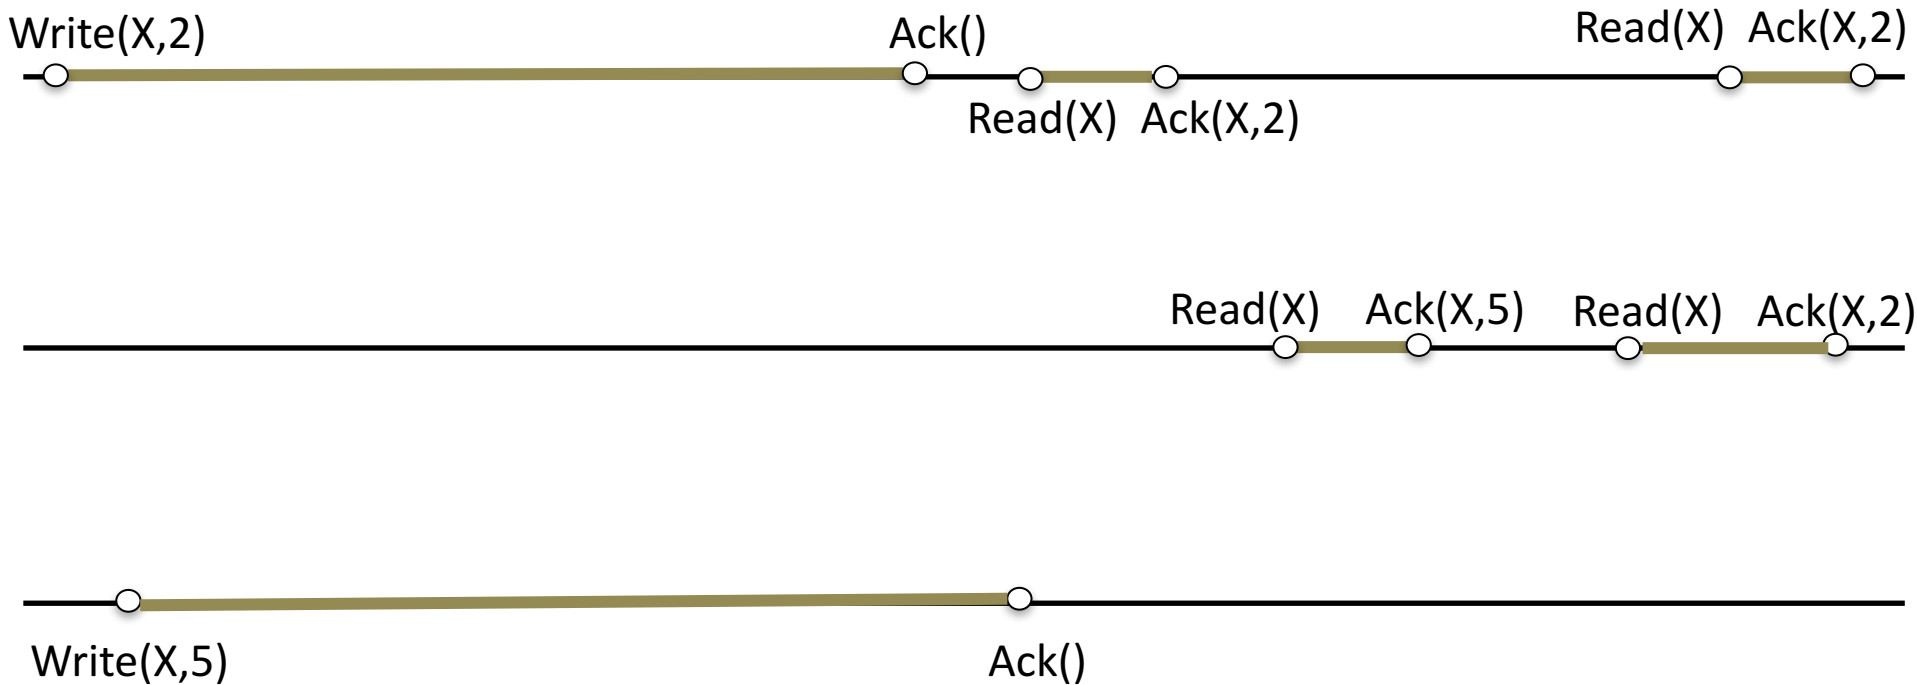 Write(X,2) Ack() Read(X) Ack(X,2)
Read(X) Ack(X,2)
Read(X) Ack(X,5) Read(X) Ack(X,2)
Write(X,5) Ack()